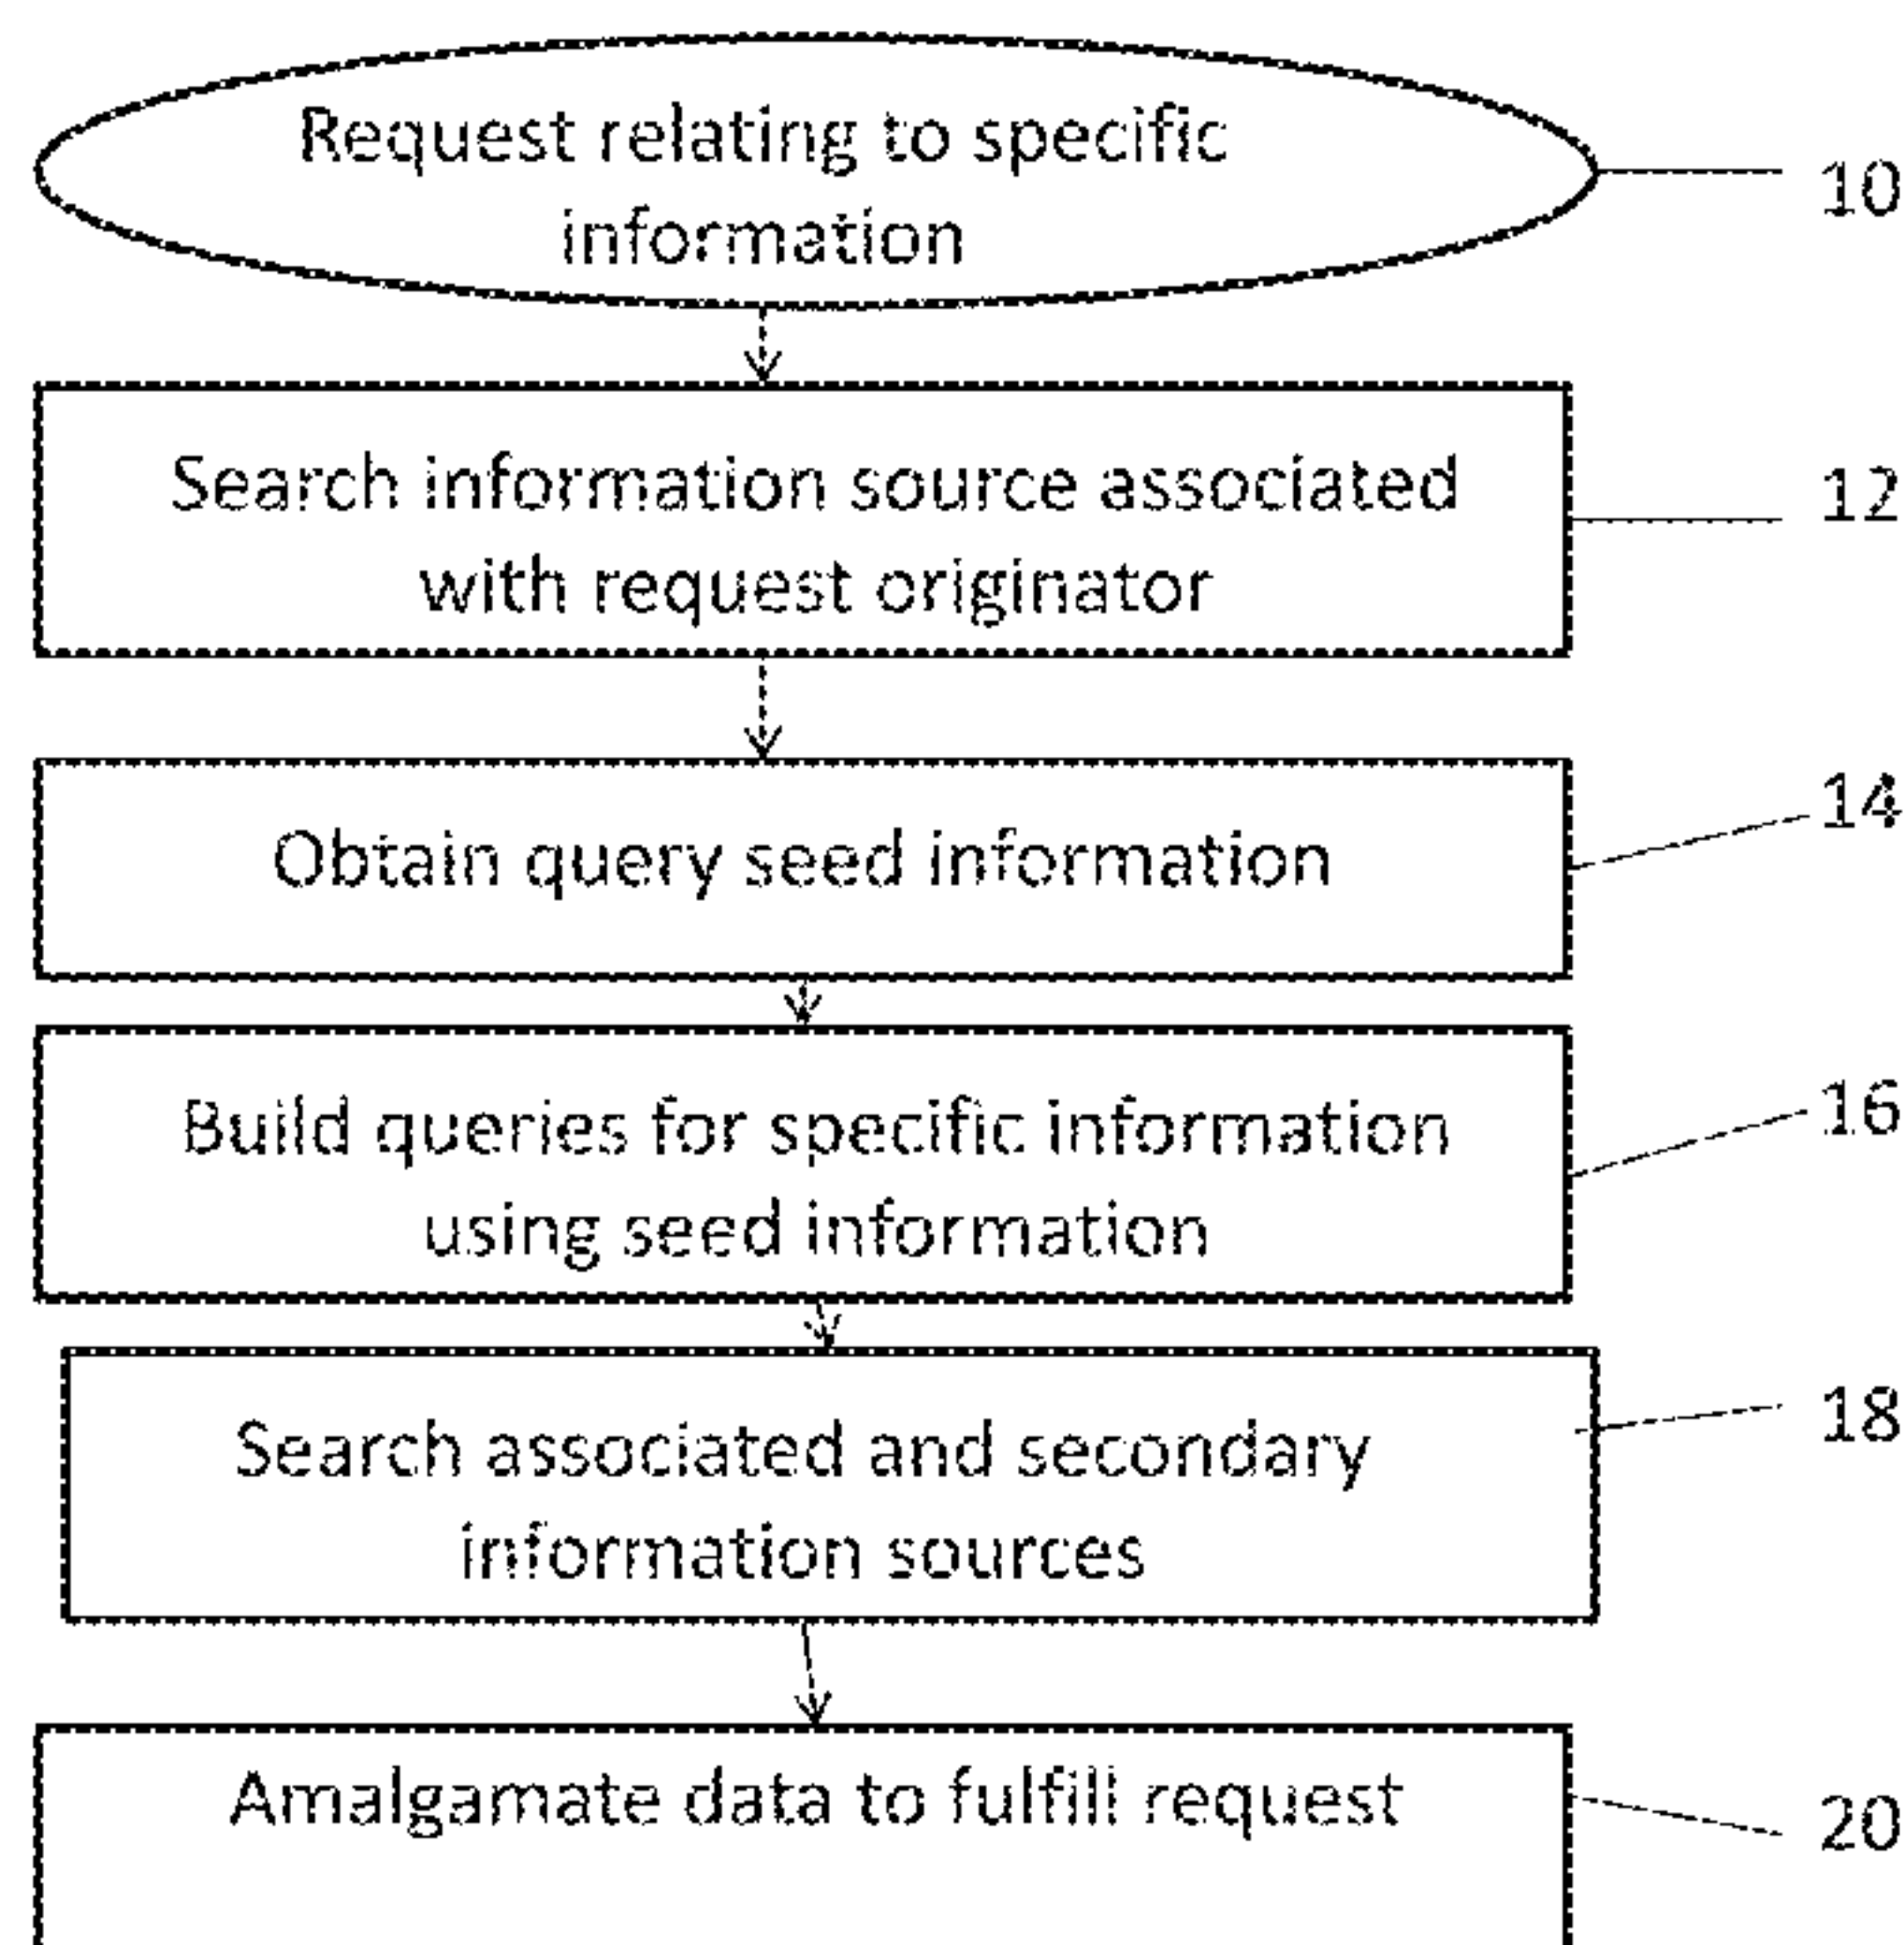 Request relating to specific
information
10
Search information source associated
with request originator
12
Obtain query seed information
14
Build queries for specific information
using seed information
16
Search associated and secondary
information sources
18
Amalgamate data to fulfill request
20